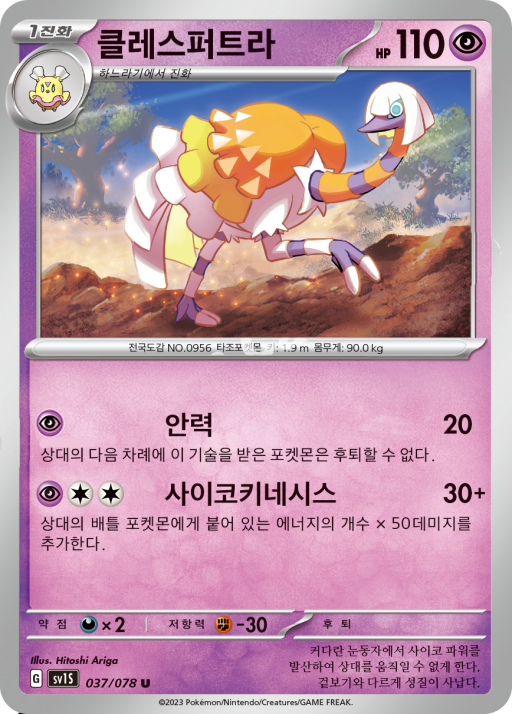 1진화
클레스퍼트라
HP 110
하느라기에서 진화
전국도감 NO.0956 타조포켓몬 키: 1.9 m 몸무게: 90.0 kg
안력 20
상대의 다음 차례에 이 기술을 받은 포켓몬은 후퇴할 수 없다.
사이코키네시스 30+
상대의 배틀 포켓몬에게 붙어 있는 에너지의 개수 × 50데미지를
추가한다.
약점 ×2 저항력 -30 후퇴
Illus. Hitoshi Ariga
G SV1S 037/078 U
커다란 눈동자에서 사이코 파워를
발산하여 상대를 움직일 수 없게 한다.
겉보기와 다르게 성질이 사납다.
©2023 Pokémon/Nintendo/Creatures/GAME FREAK.